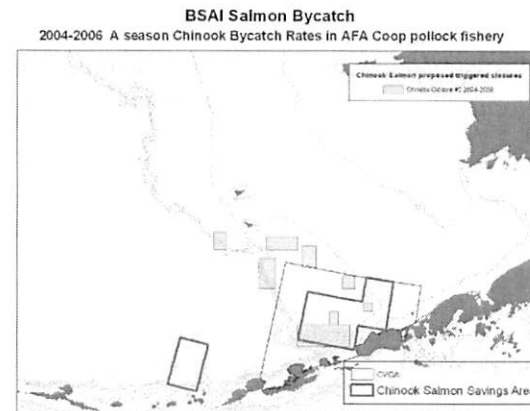 BSAI Salmon Bycatch
2004-2006 A season Chinook Bycatch Rates in AFA Coop pollock fishery
Chinook Salmon proposed triggered closures
CVOA
Chinook Salmon Savings Are